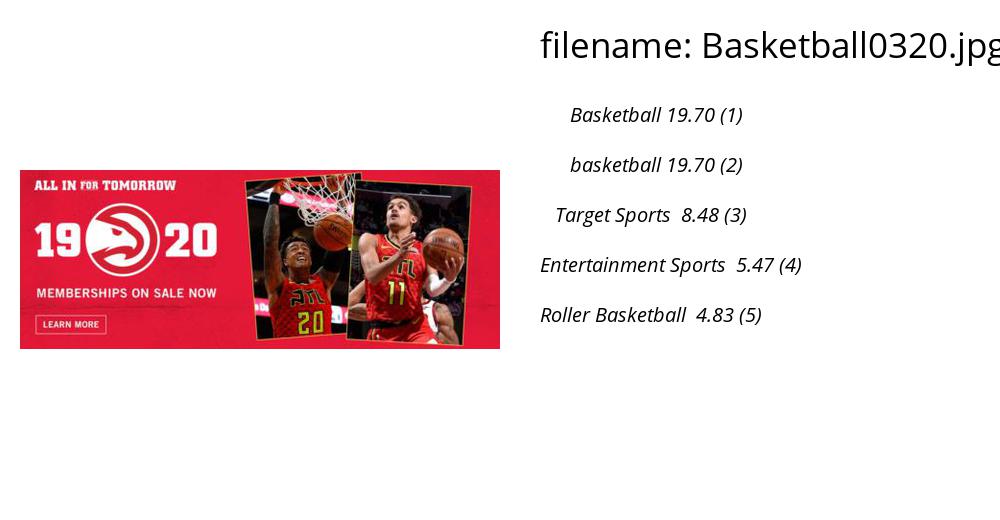 filename: Basketball0320.jpg
Basketball 19.70 (1)
basketball 19.70 (2)
Target Sports 8.48 (3)
Entertainment Sports 5.47 (4)
Roller Basketball 4.83 (5)
ALL IN FOR TOMORROW
19 20
MEMBERSHIPS ON SALE NOW
LEARN MORE
ATL
20
ATL
11